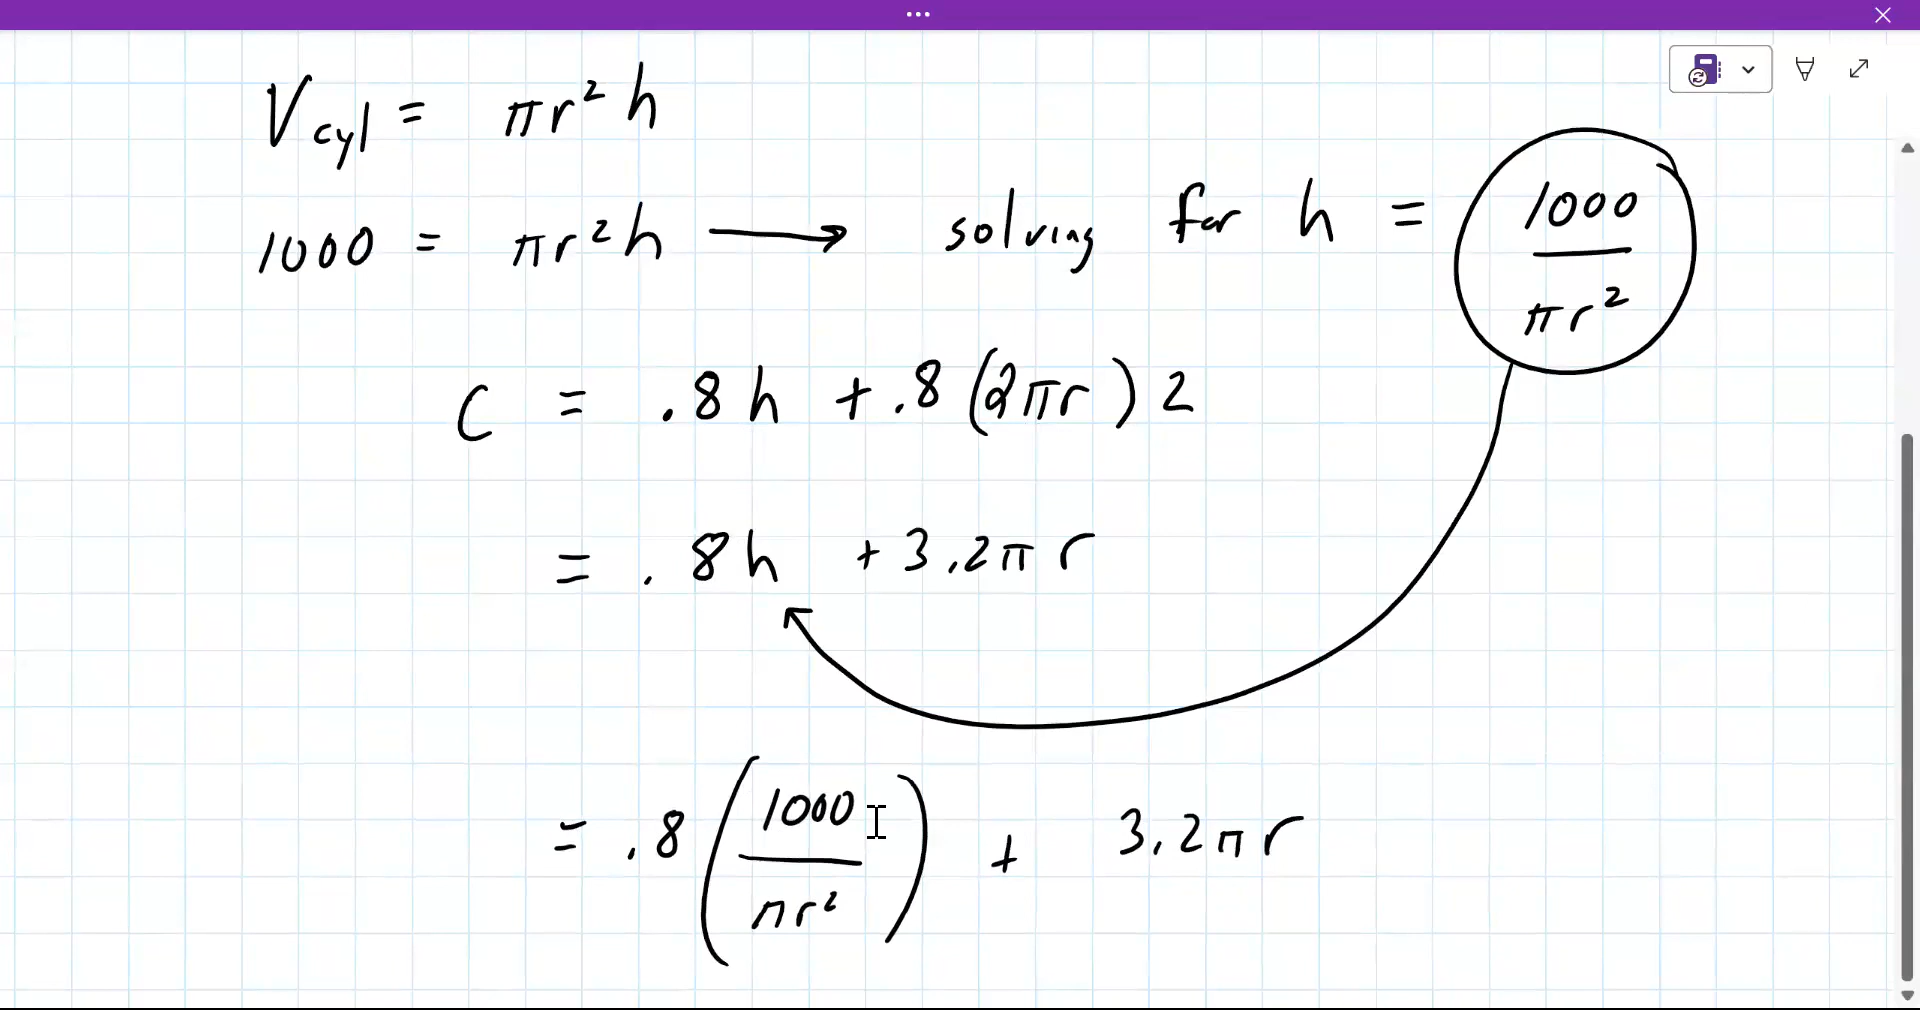 V cyl = πr² h
1000 = πr²h → solving for h = 1000 / πr²
C = .8h + .8(2πr)2
= .8h + 3.2πr
= .8(1000 / πr²) + 3.2πr